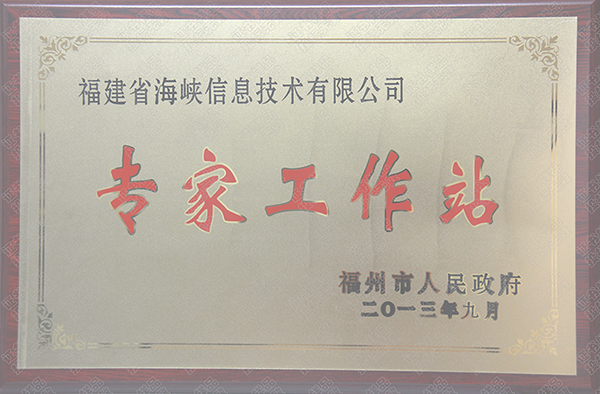 福建省海峡信息技术有限公司
专家工作站
福州市人民政府
二〇一三年九月